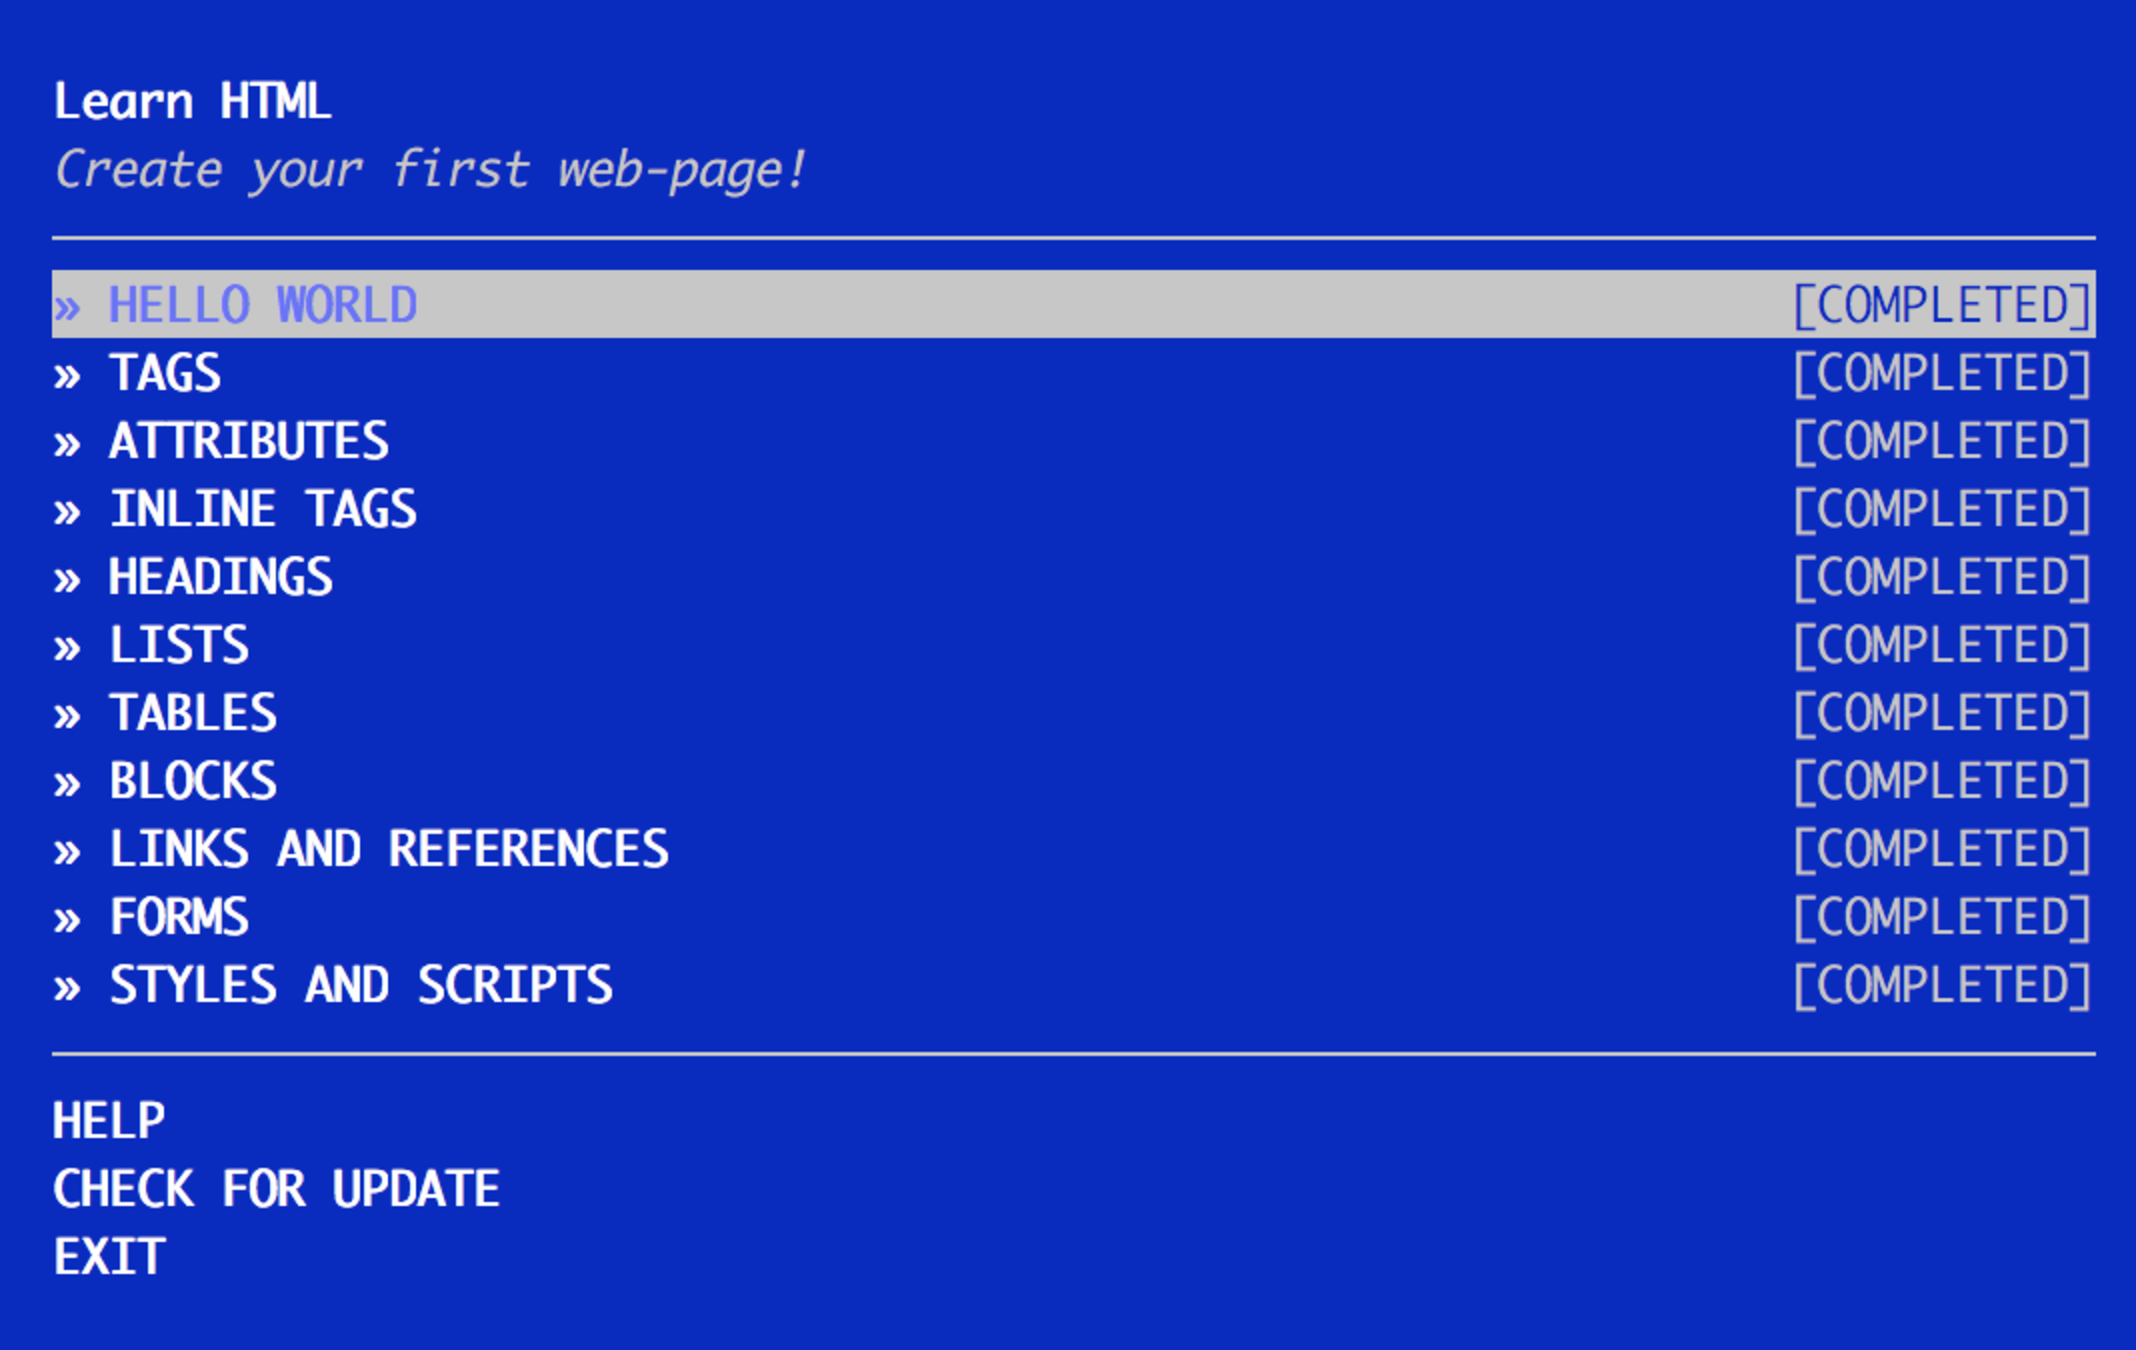 Learn HTML
Create your first web-page!
» HELLO WORLD [COMPLETED]
» TAGS [COMPLETED]
» ATTRIBUTES [COMPLETED]
» INLINE TAGS [COMPLETED]
» HEADINGS [COMPLETED]
» LISTS [COMPLETED]
» TABLES [COMPLETED]
» BLOCKS [COMPLETED]
» LINKS AND REFERENCES [COMPLETED]
» FORMS [COMPLETED]
» STYLES AND SCRIPTS [COMPLETED]
HELP
CHECK FOR UPDATE
EXIT